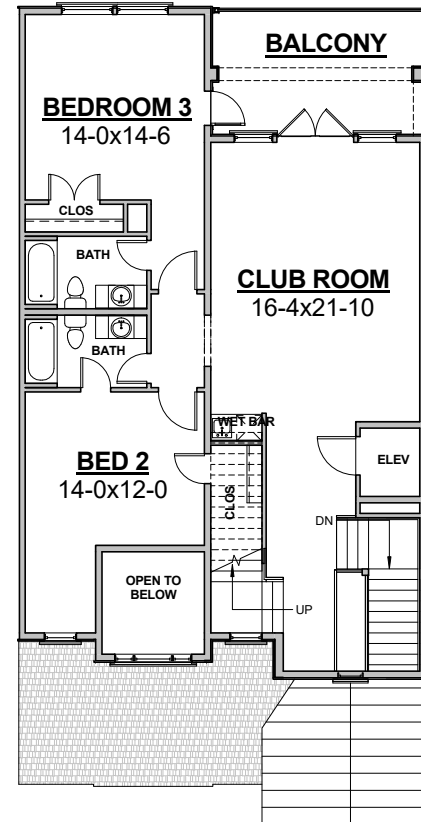 BALCONY
BEDROOM 3
14-0x14-6
CLOS
BATH
CLUB ROOM
16-4x21-10
BATH
WET BAR
BED 2
14-0x12-0
ELEV
CLOS
DN
OPEN TO
BELOW
UP